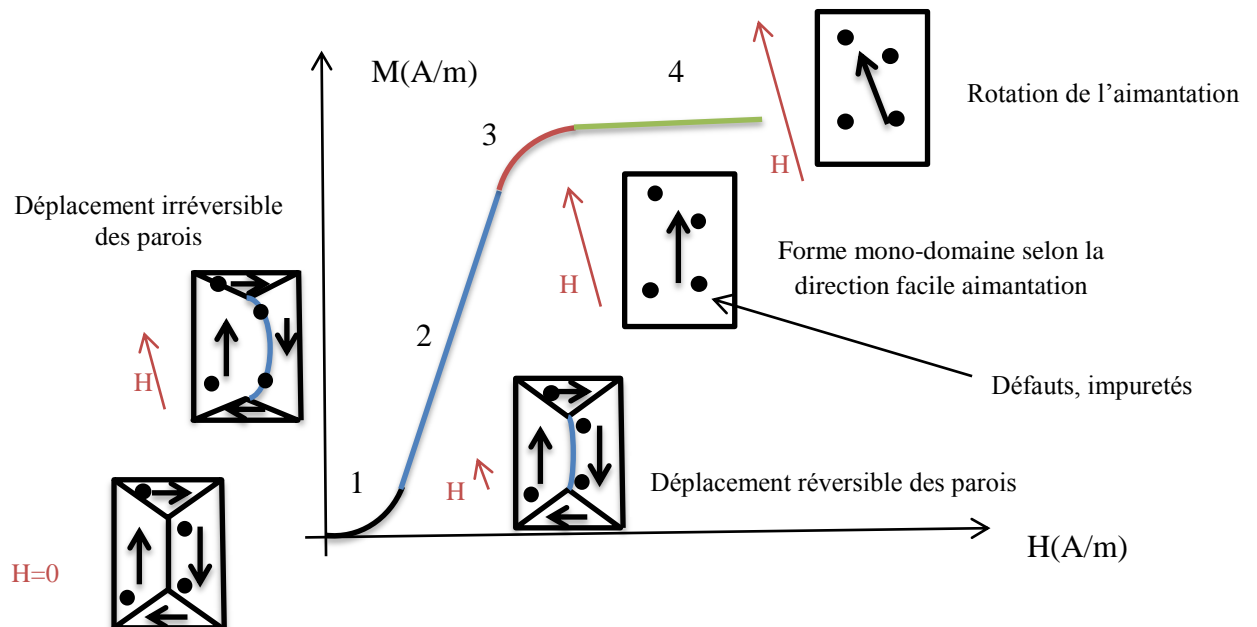 M(A/m)
4
Rotation de l'aimantation
3
H
Déplacement irréversible
des parois
H
Forme mono-domaine selon la
direction facile aimantation
2
H
Défauts, impuretés
1
H
Déplacement réversible des parois
H(A/m)
H=0